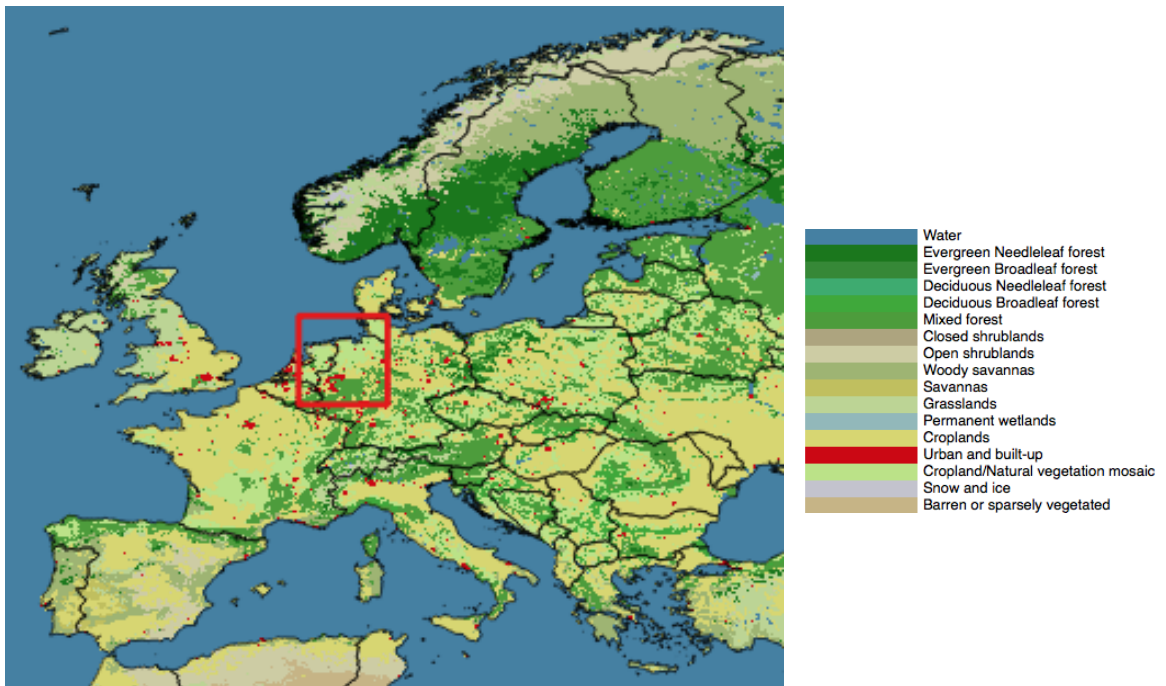 Water
Evergreen Needleleaf forest
Evergreen Broadleaf forest
Deciduous Needleleaf forest
Deciduous Broadleaf forest
Mixed forest
Closed shrublands
Open shrublands
Woody savannas
Savannas
Grasslands
Permanent wetlands
Croplands
Urban and built-up
Cropland/Natural vegetation mosaic
Snow and ice
Barren or sparsely vegetated